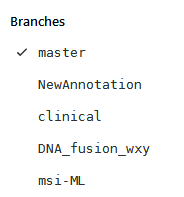 Branches
master
NewAnnotation
clinical
DNA_fusion_wxy
msi-ML